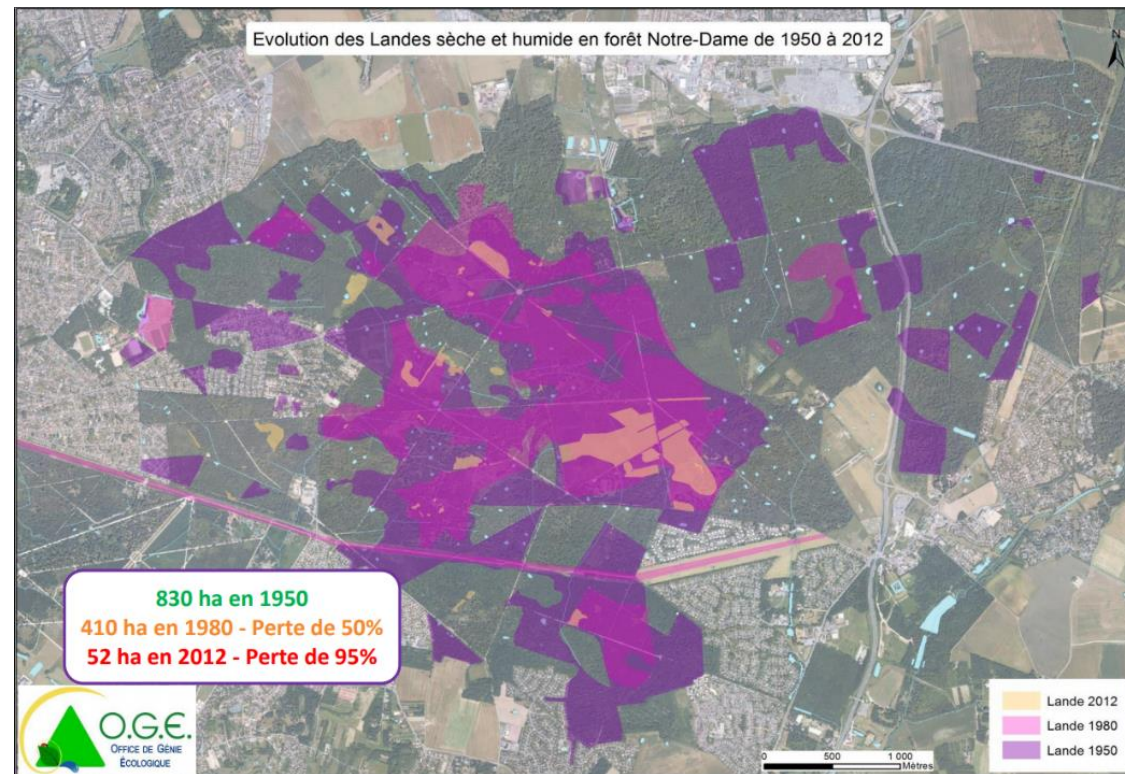 Evolution des Landes sèche et humide en forêt Notre-Dame de 1950 à 2012
N
830 ha en 1950
410 ha en 1980 - Perte de 50%
52 ha en 2012 - Perte de 95%
O.G.E.
OFFICE DE GÉNIE
ÉCOLOGIQUE
Lande 2012
Lande 1980
Lande 1950
0 500 1 000
Mètres